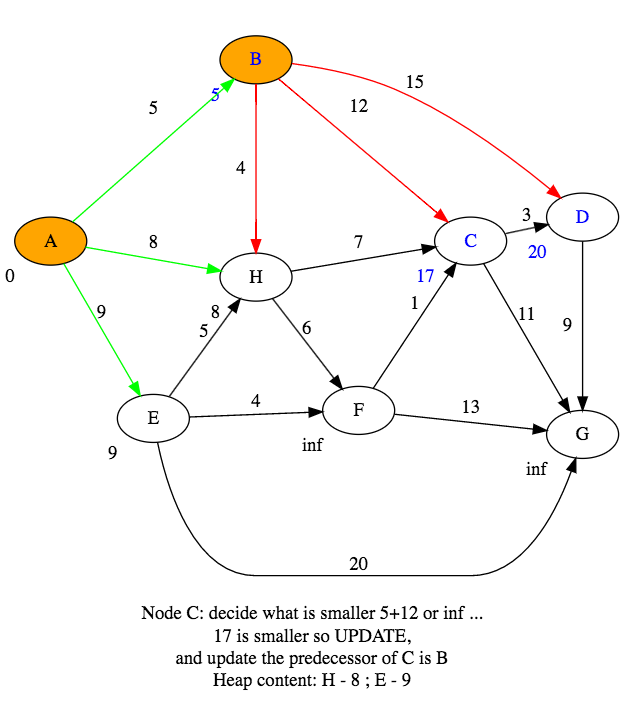 B
15
5
5
12
4
3
D
A
8
7
C
20
0
H
17
9
8
5
6
1
11
9
E
4
F
13
G
9
inf
inf
20
Node C: decide what is smaller 5+12 or inf ...
17 is smaller so UPDATE,
and update the predecessor of C is B
Heap content: H - 8 ; E - 9